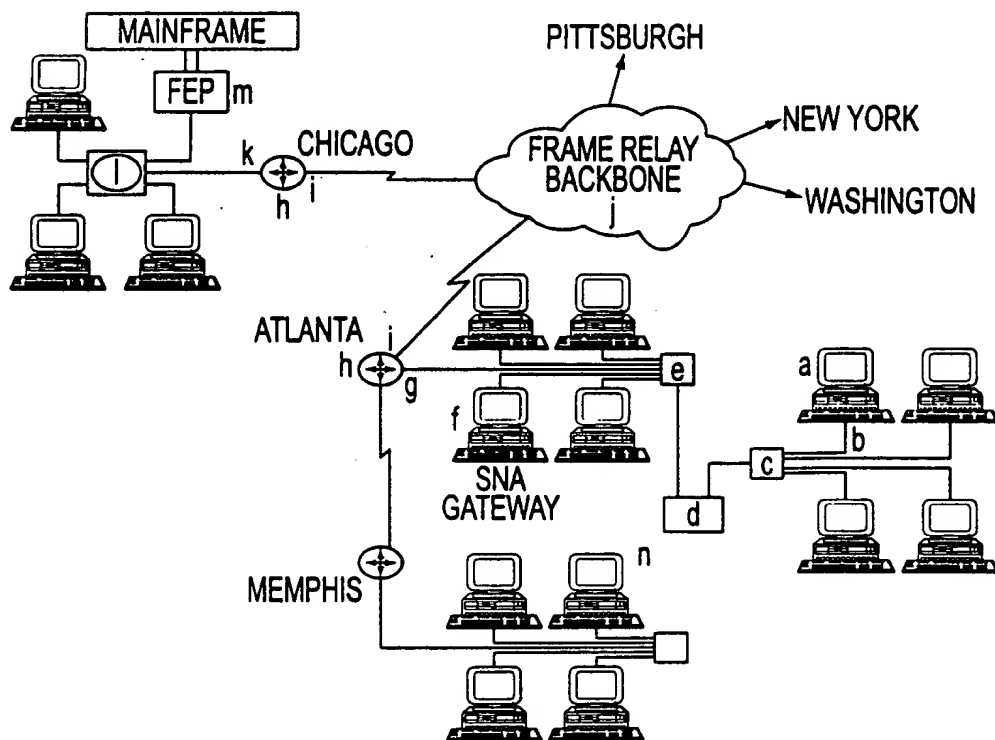 MAINFRAME
FEP m
PITTSBURGH
NEW YORK
WASHINGTON
FRAME RELAY
BACKBONE
j
CHICAGO
k
h
i
l
ATLANTA
i
h
g
e
f
SNA
GATEWAY
a
b
c
d
MEMPHIS
n